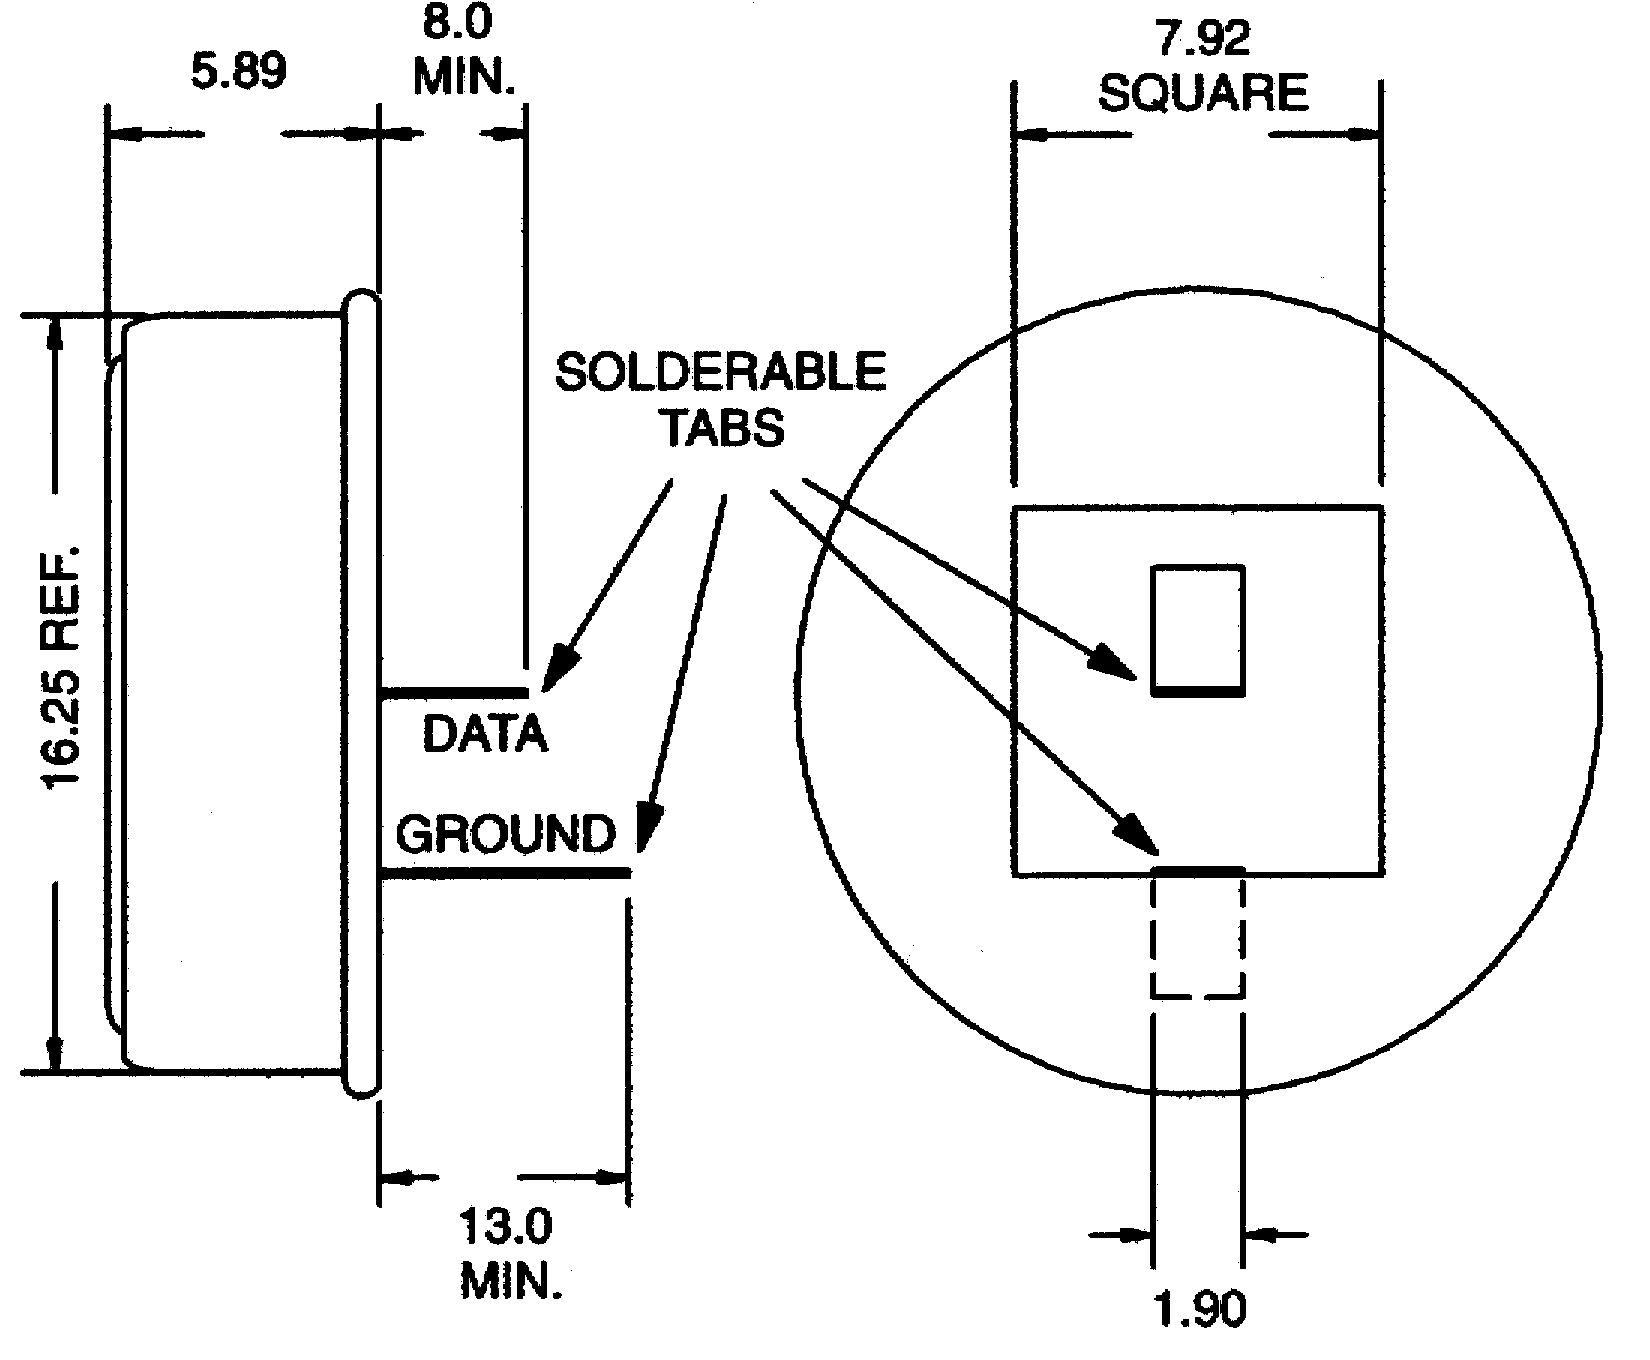 8.0
MIN.
5.89
7.92
SQUARE
SOLDERABLE
TABS
16.25 REF.
DATA
GROUND
13.0
MIN.
1.90